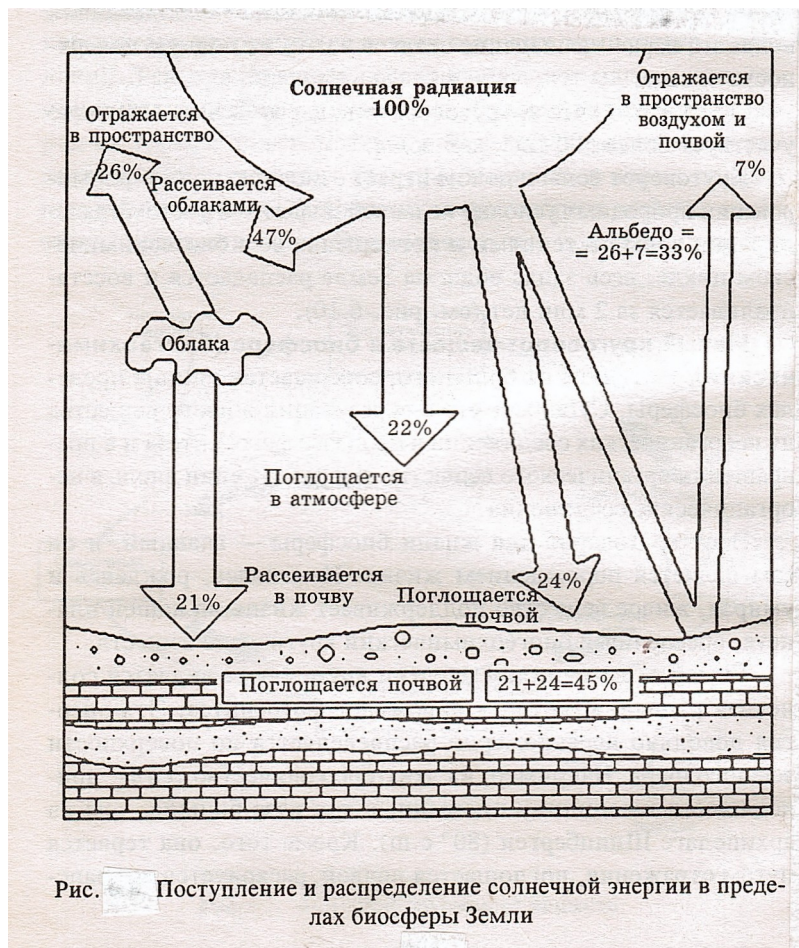 Солнечная радиация
100%
Отражается
в пространство
26%
Рассеивается
облаками
47%
Отражается
в пространство
воздухом и
почвой
7%
Альбедо =
= 26+7=33%
Облака
22%
Поглощается
в атмосфере
Рассеивается
в почву
21%
Поглощается
почвой
24%
Поглощается почвой
21+24=45%
Рис. Поступление и распределение солнечной энергии в преде-
лах биосферы Земли